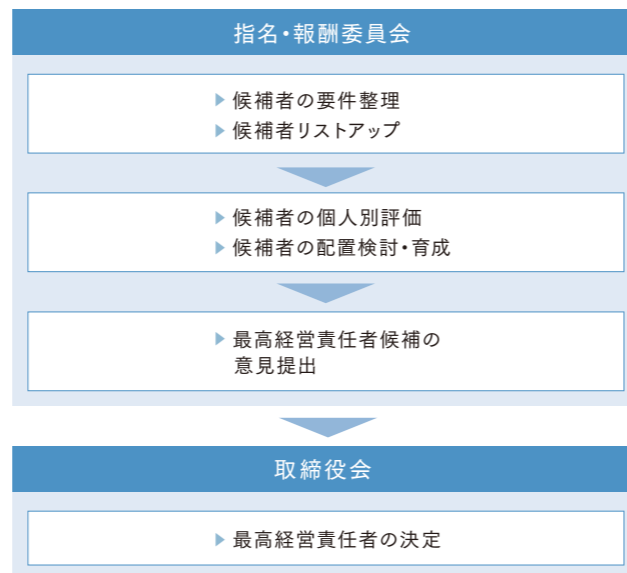 指名・報酬委員会
▶候補者の要件整理
▶候補者リストアップ
▶候補者の個人別評価
▶候補者の配置検討・育成
▶最高経営責任者候補の
意見提出
取締役会
▶最高経営責任者の決定